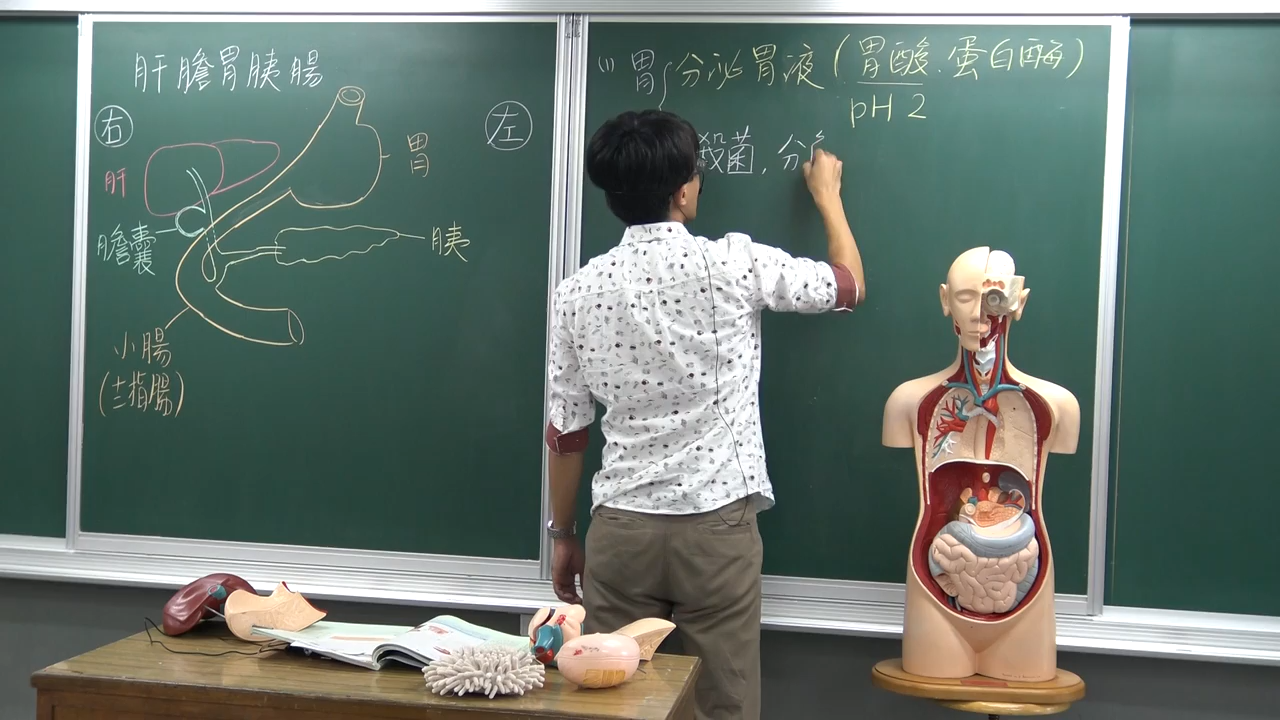 肝膽胃胰腸
右
左
胃
肝
膽囊
胰
小腸
(十二指腸)
(1) 胃 分泌胃液(胃酸、蛋白酶)
pH 2
殺菌,分